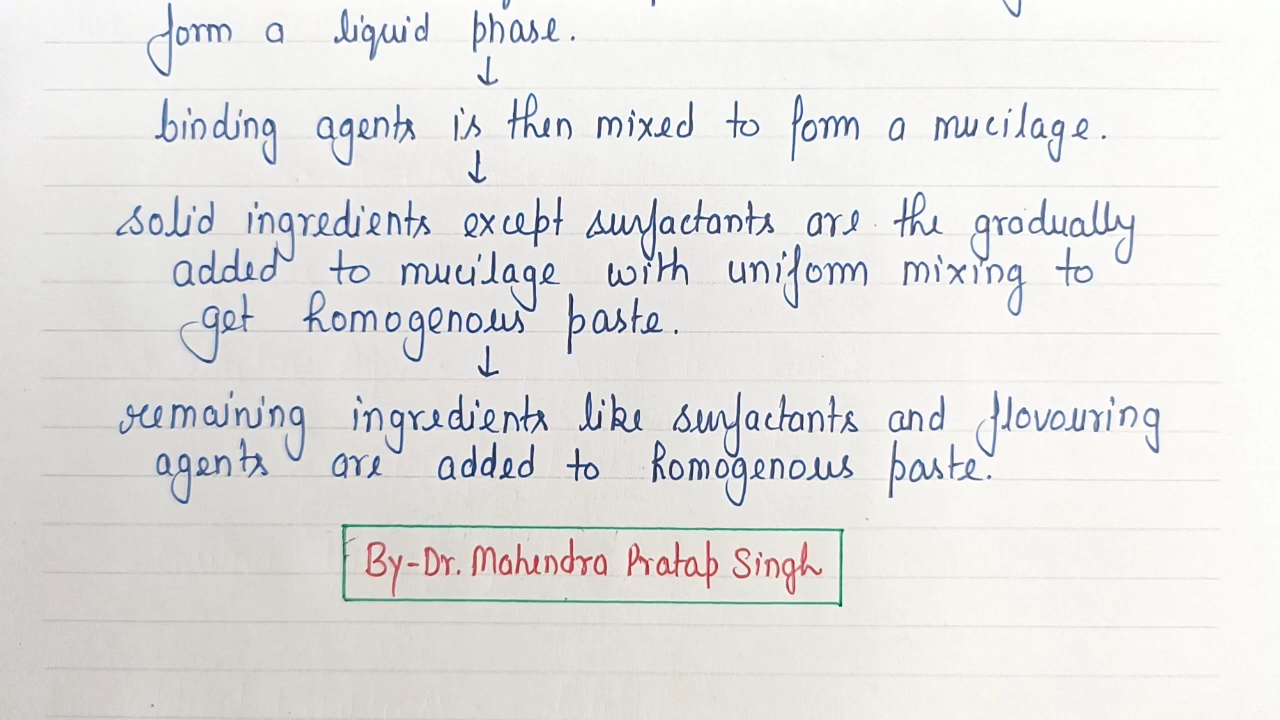 form a liquid phase.
↓
binding agents is then mixed to form a mucilage.
↓
solid ingredients except surfactants are the gradually
added to mucilage with uniform mixing to
get homogenous paste.
↓
remaining ingredients like surfactants and flovouring
agents are added to homogenous paste.
By-Dr. Mahendra Pratap Singh